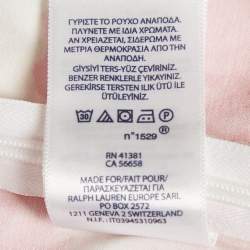 ΓΥΡΙΣΤΕ ΤΟ ΡΟΥΧΟ ΑΝΑΠΟΔΑ.
ΠΛΥΝΕΤΕ ΜΕ ΙΔΙΑ ΧΡΩΜΑΤΑ.
ΑΝ ΧΡΕΙΑΖΕΤΑΙ, ΣΙΔΕΡΩΜΑ ΣΕ
ΜΕΤΡΙΑ ΘΕΡΜΟΚΡΑΣΙΑ ΑΠΟ ΤΗΝ
ΑΝΑΠΟΔΗ.
GİYSİYİ TERS-YÜZ ÇEVİRİNİZ.
BENZER RENKLERLE YIKAYINIZ.
GEREKİRSE TERSTEN ILIK ÜTÜ İLE
ÜTÜLEYİNİZ.
30
n°1529
RN 41381
CA 56658
MADE FOR/FAIT POUR/
ΠΑΡΑΣΚΕΥΑΖΕΤΑΙ ΓΙΑ
RALPH LAUREN EUROPE SARL
PO BOX 2572
1211 GENEVA 2 SWITZERLAND
N.I. IT03945310963